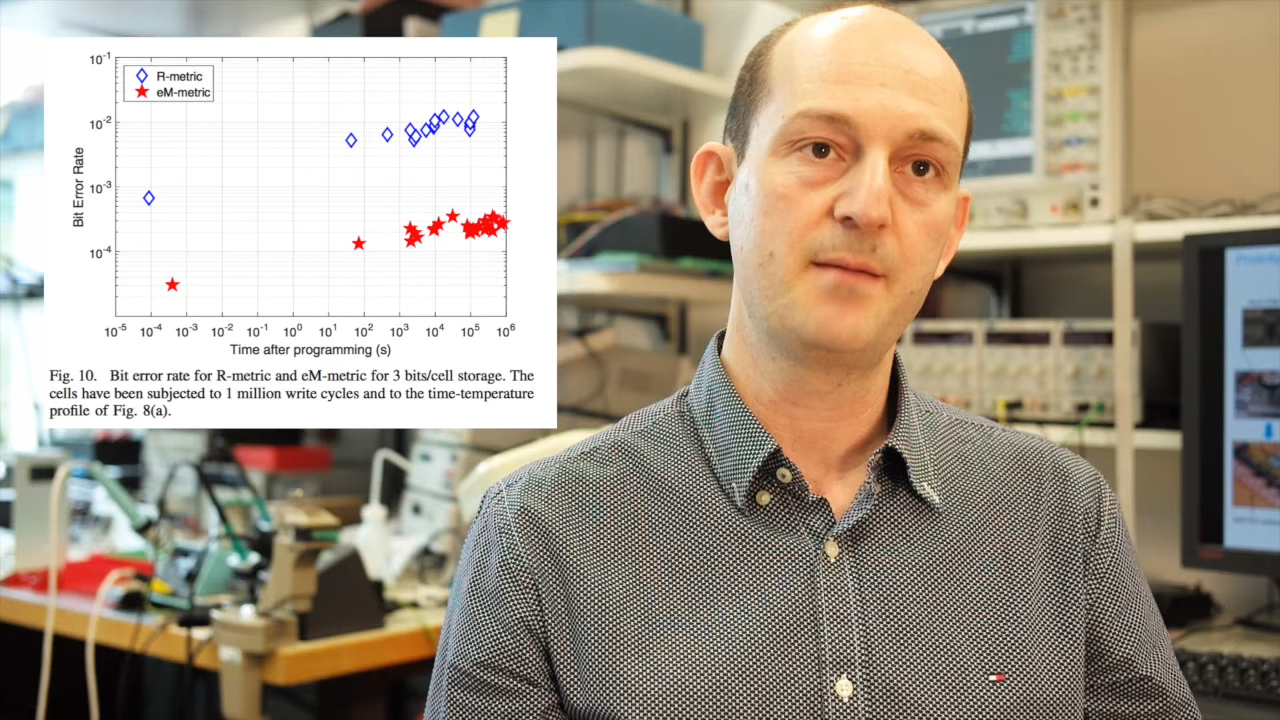 10-1
R-metric
eM-metric
10-2
10-3
10-4
Bit Error Rate
10-5 10-4 10-3 10-2 10-1 100 101 102 103 104 105 106
Time after programming (s)
Fig. 10. Bit error rate for R-metric and eM-metric for 3 bits/cell storage. The
cells have been subjected to 1 million write cycles and to the time-temperature
profile of Fig. 8(a).